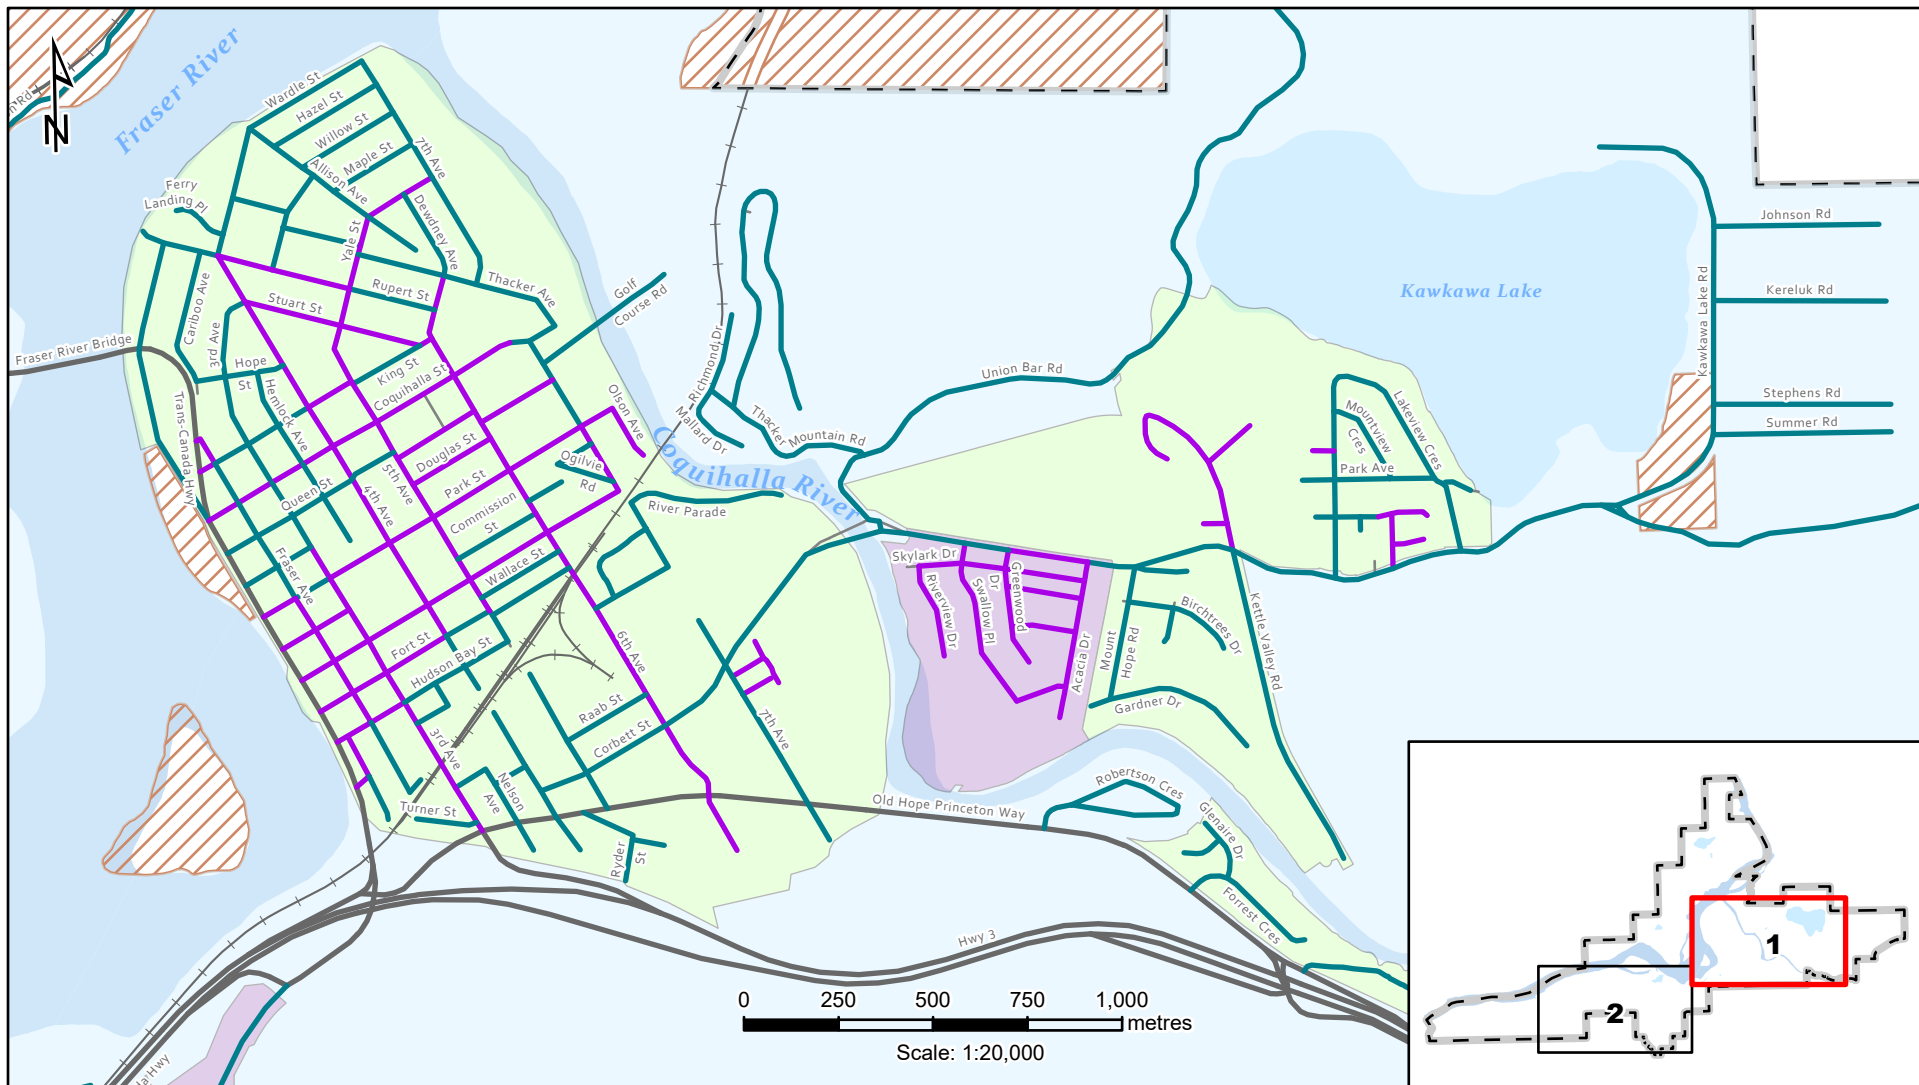 Fraser River
N
Wardle St
Hazel St
Willow St
Maple St
7th Ave
Allison Ave
Ferry
Landing Pl
Yale St
Dewdney Ave
Cariboo Ave
Stuart St
Rupert St
Thacker Ave
Golf
Course Rd
Fraser River Bridge
3rd Ave
Hope
St
King St
Coquihalla St
Richmond Dr
Union Bar Rd
Kawkawa Lake
Johnson Rd
Kereluk Rd
Kawkawa Lake Rd
Stephens Rd
Summer Rd
Trans-Canada Hwy
Hemlock Ave
Olson Ave
Mallard Dr
Thacker
Mountain Rd
Lakeview Cres
Mountview
Cres
Park Ave
Douglas St
5th Ave
Park St
Ogilvie
Rd
Coquihalla River
Queen St
4th Ave
Commission
St
River Parade
Fraser Ave
Wallace St
Skylark Dr
Riverview Dr
Swallow Pl
Greenwood
Dr
Acacia Dr
Mount
Hope Rd
Birchtrees Dr
Kettle Valley Rd
Gardner Dr
Fort St
Hudson Bay St
6th Ave
Raab St
Corbett St
7th Ave
3rd Ave
Nelson
Ave
Turner St
Old Hope Princeton Way
Robertson Cres
Glenaire Dr
Ryder
St
Forrest Cres
Hwy 3
0 250 500 750 1,000
metres
Scale: 1:20,000
1
2